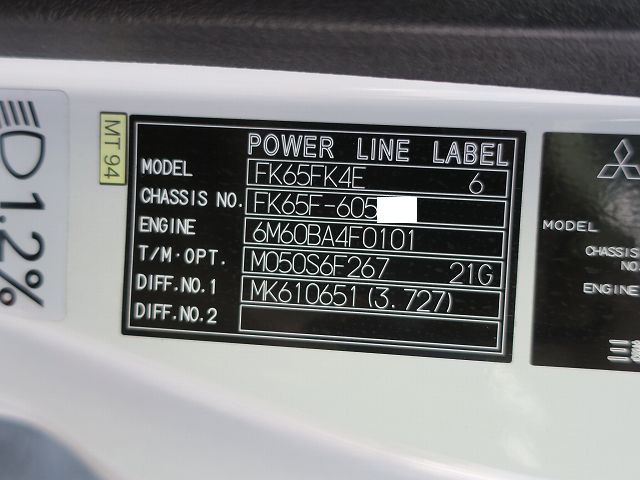 POWER LINE LABEL
MODEL FK65FK4E 6
CHASSIS NO. FK65F-605
ENGINE 6M60BA4F0101
T/M·OPT. M050S6F267 21G
DIFF.NO.1 MK610651 (3.727)
DIFF.NO.2
MT94
1.2%
MODEL
CHASSIS NO.
ENGINE